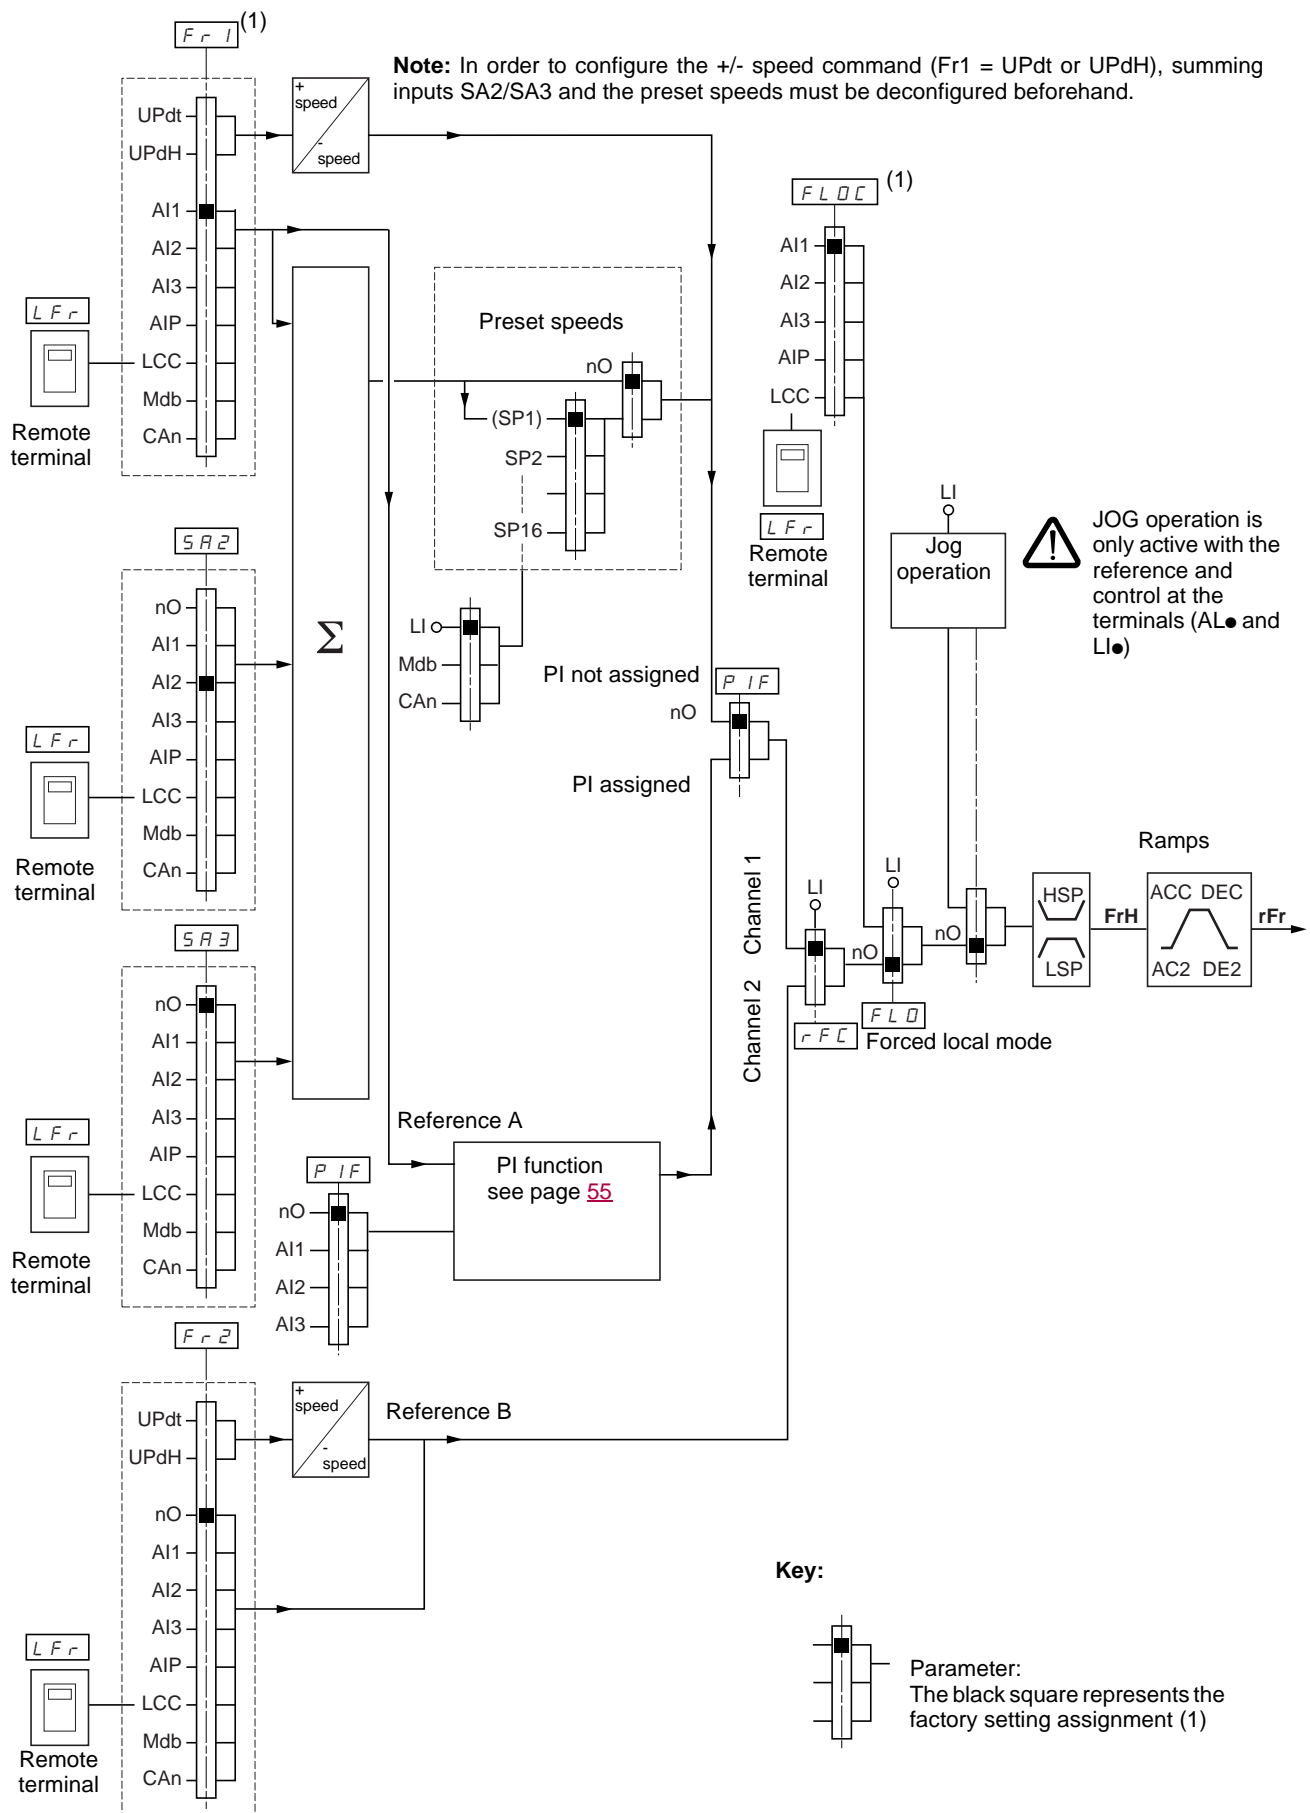 Fr1 (1)
Note: In order to configure the +/- speed command (Fr1 = UPdt or UPdH), summing
inputs SA2/SA3 and the preset speeds must be deconfigured beforehand.
UPdt
UPdH
AI1
AI2
AI3
AIP
LCC
Mdb
CAn
+
speed
-
speed
LFr
Remote
terminal
Preset speeds
nO
(SP1)
SP2
SP16
LI
Mdb
CAn
FLOC (1)
AI1
AI2
AI3
AIP
LCC
LFr
Remote
terminal
LI
Jog
operation
JOG operation is
only active with the
reference and
control at the
terminals (AL● and
LI●)
SA2
nO
AI1
AI2
AI3
AIP
LCC
Mdb
CAn
LFr
Remote
terminal
Σ
PI not assigned
PIF
nO
PI assigned
Channel 1
Channel 2
LI
rFC
nO
LI
FLO
Forced local mode
nO
HSP
LSP
FrH
Ramps
ACC DEC
AC2 DE2
rFr
SA3
nO
AI1
AI2
AI3
AIP
LCC
Mdb
CAn
LFr
Remote
terminal
Reference A
PIF
nO
AI1
AI2
AI3
PI function
see page 55
Fr2
UPdt
UPdH
nO
AI1
AI2
AI3
AIP
LCC
Mdb
CAn
+
speed
-
speed
Reference B
LFr
Remote
terminal
Key:
Parameter:
The black square represents the
factory setting assignment (1)